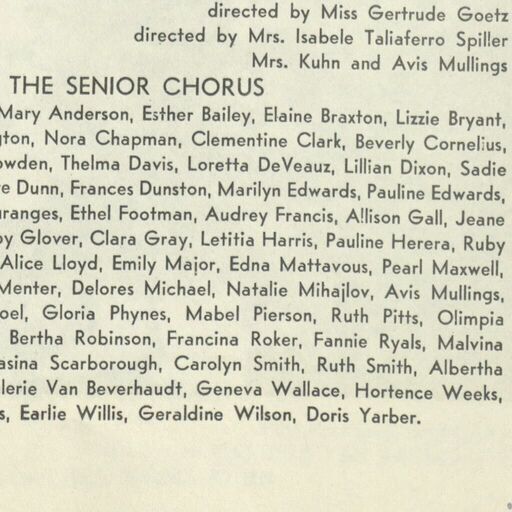 directed by Miss Gertrude Goetz
directed by Mrs. Isabele Taliaferro Spiller
Mrs. Kuhn and Avis Mullings
THE SENIOR CHORUS
Mary Anderson, Esther Bailey, Elaine Braxton, Lizzie Bryant,
gton, Nora Chapman, Clementine Clark, Beverly Cornelius,
owden, Thelma Davis, Loretta DeVeauz, Lillian Dixon, Sadie
e Dunn, Frances Dunston, Marilyn Edwards, Pauline Edwards,
uranges, Ethel Footman, Audrey Francis, Allison Gall, Jeane
by Glover, Clara Gray, Letitia Harris, Pauline Herera, Ruby
Alice Lloyd, Emily Major, Edna Mattavous, Pearl Maxwell,
Menter, Delores Michael, Natalie Mihajlov, Avis Mullings,
oel, Gloria Phynes, Mabel Pierson, Ruth Pitts, Olimpia
Bertha Robinson, Francina Roker, Fannie Ryals, Malvina
asina Scarborough, Carolyn Smith, Ruth Smith, Albertha
alerie Van Beverhaudt, Geneva Wallace, Hortence Weeks,
s, Earlie Willis, Geraldine Wilson, Doris Yarber.